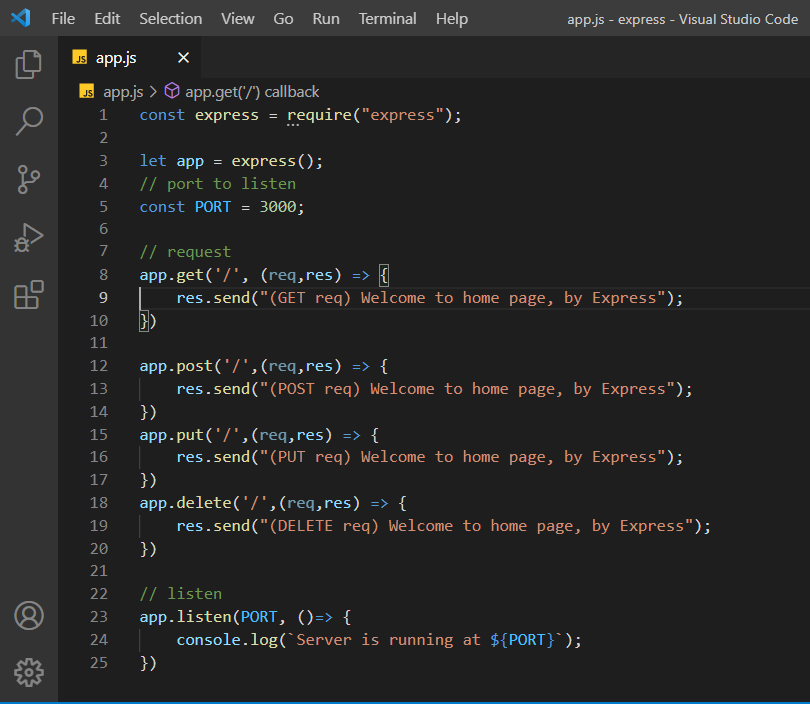 File Edit Selection View Go Run Terminal Help app.js - express - Visual Studio Code
JS app.js ×
JS app.js > app.get('/') callback
1 const express = require("express");
2
3 let app = express();
4 // port to listen
5 const PORT = 3000;
6
7 // request
8 app.get('/', (req,res) => {
9     res.send("(GET req) Welcome to home page, by Express");
10 })
11
12 app.post('/',(req,res) => {
13     res.send("(POST req) Welcome to home page, by Express");
14 })
15 app.put('/',(req,res) => {
16     res.send("(PUT req) Welcome to home page, by Express");
17 })
18 app.delete('/',(req,res) => {
19     res.send("(DELETE req) Welcome to home page, by Express");
20 })
21
22 // listen
23 app.listen(PORT, ()=> {
24     console.log(`Server is running at ${PORT}`);
25 })